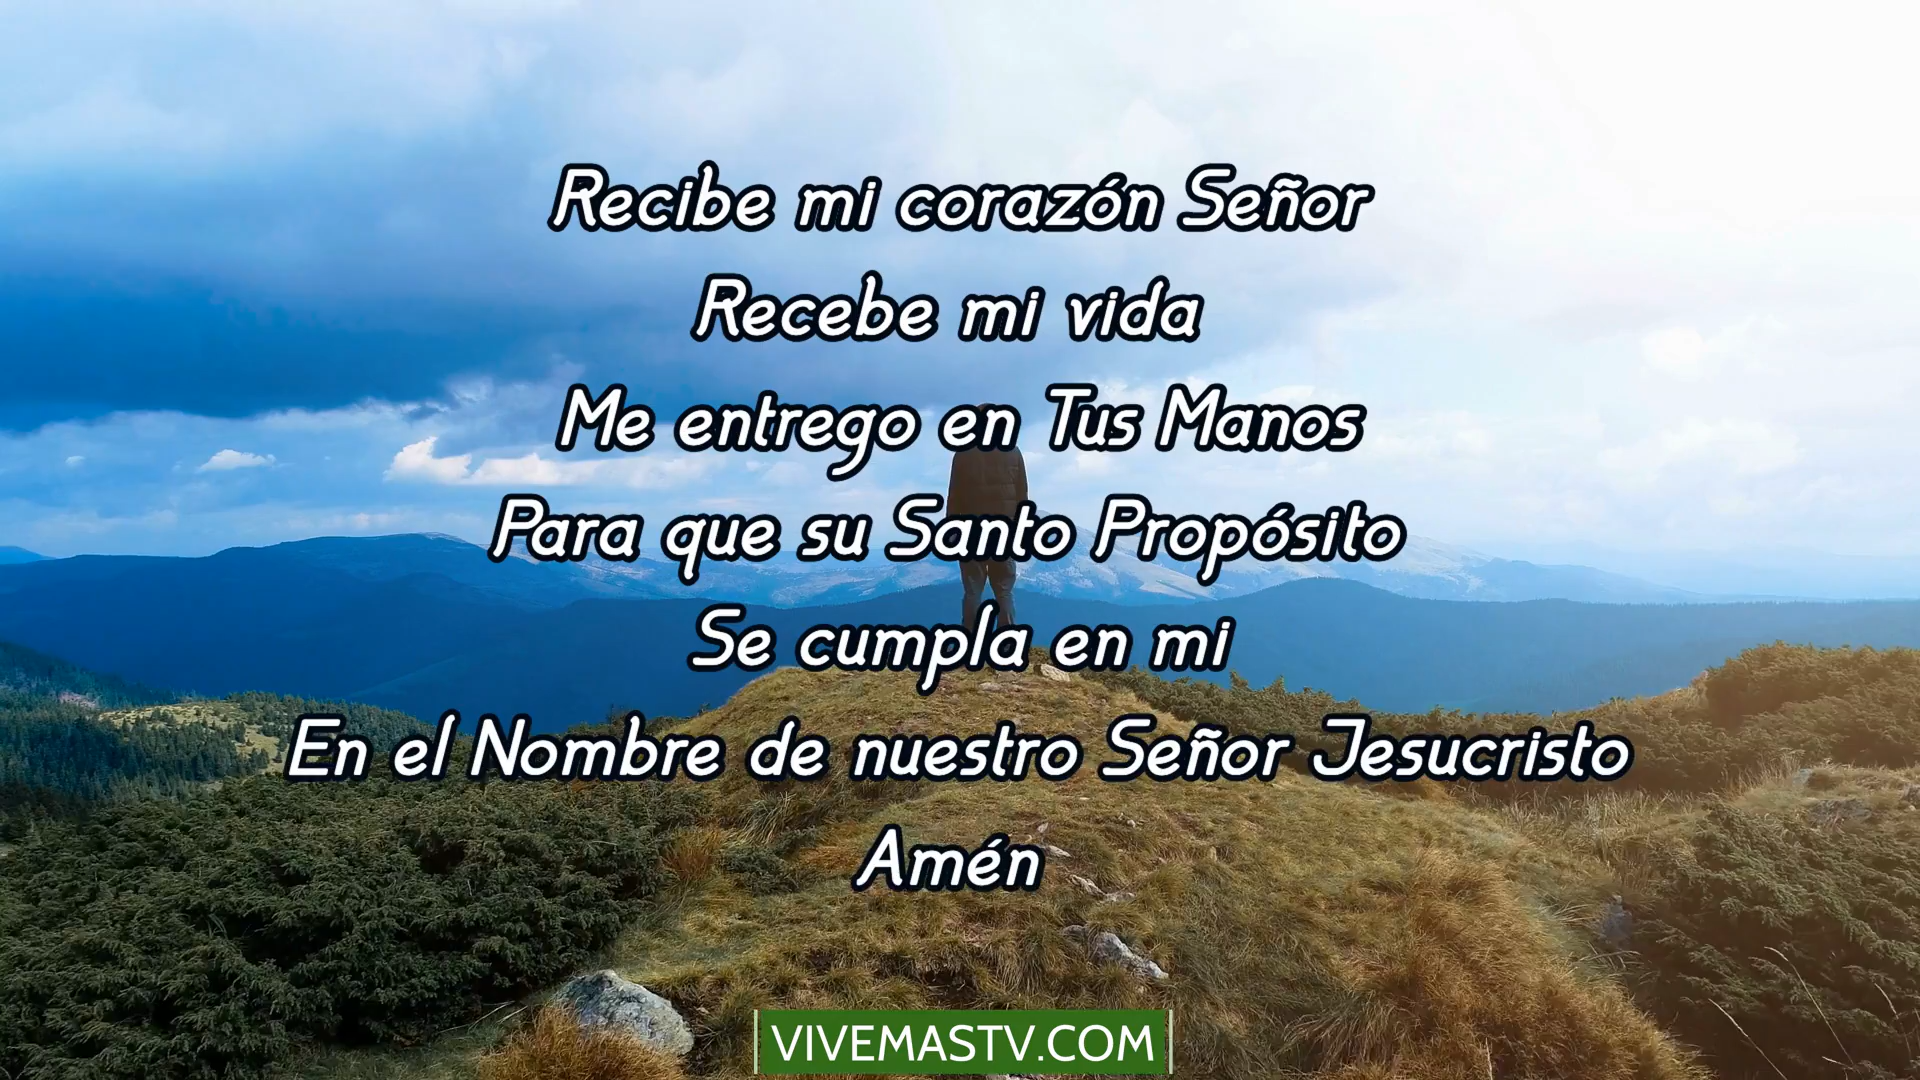 Recibe mi corazón Señor
Recebe mi vida
Me entrego en Tus Manos
Para que su Santo Propósito
Se cumpla en mi
En el Nombre de nuestro Señor Jesucristo
Amén
VIVEMASTV.COM